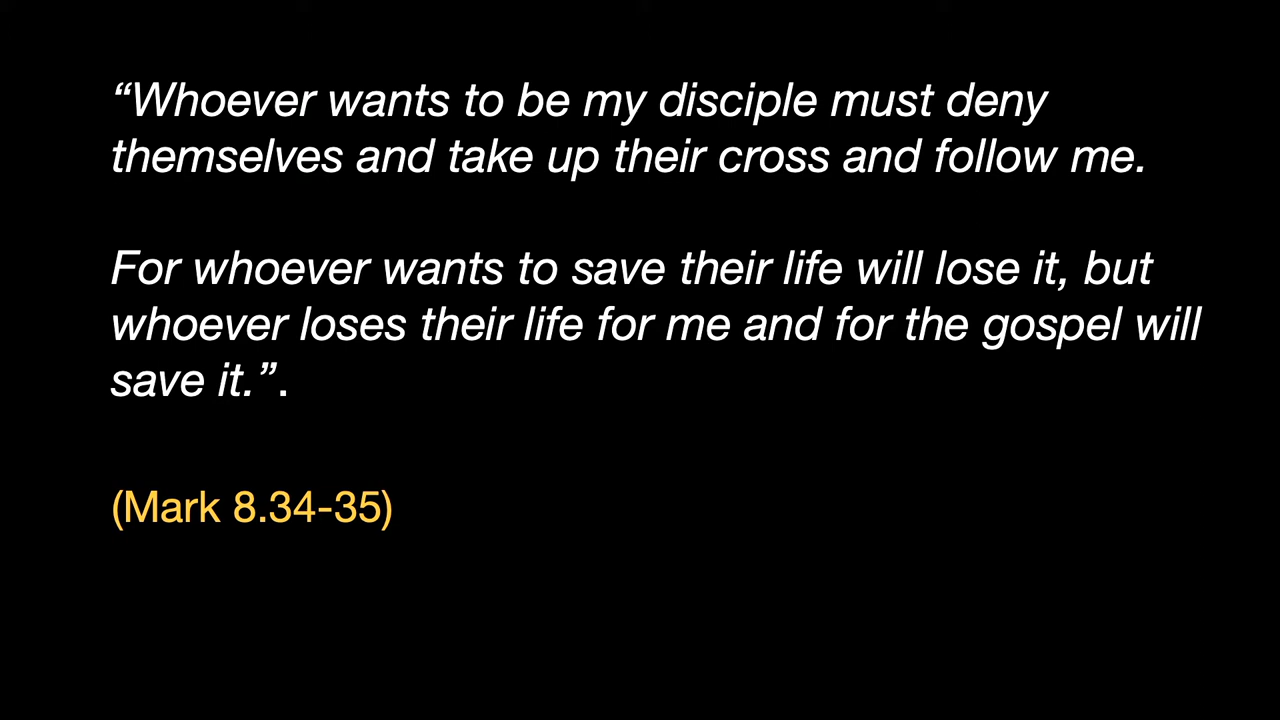 “Whoever wants to be my disciple must deny
themselves and take up their cross and follow me.
For whoever wants to save their life will lose it, but
whoever loses their life for me and for the gospel will
save it.”.
(Mark 8.34-35)